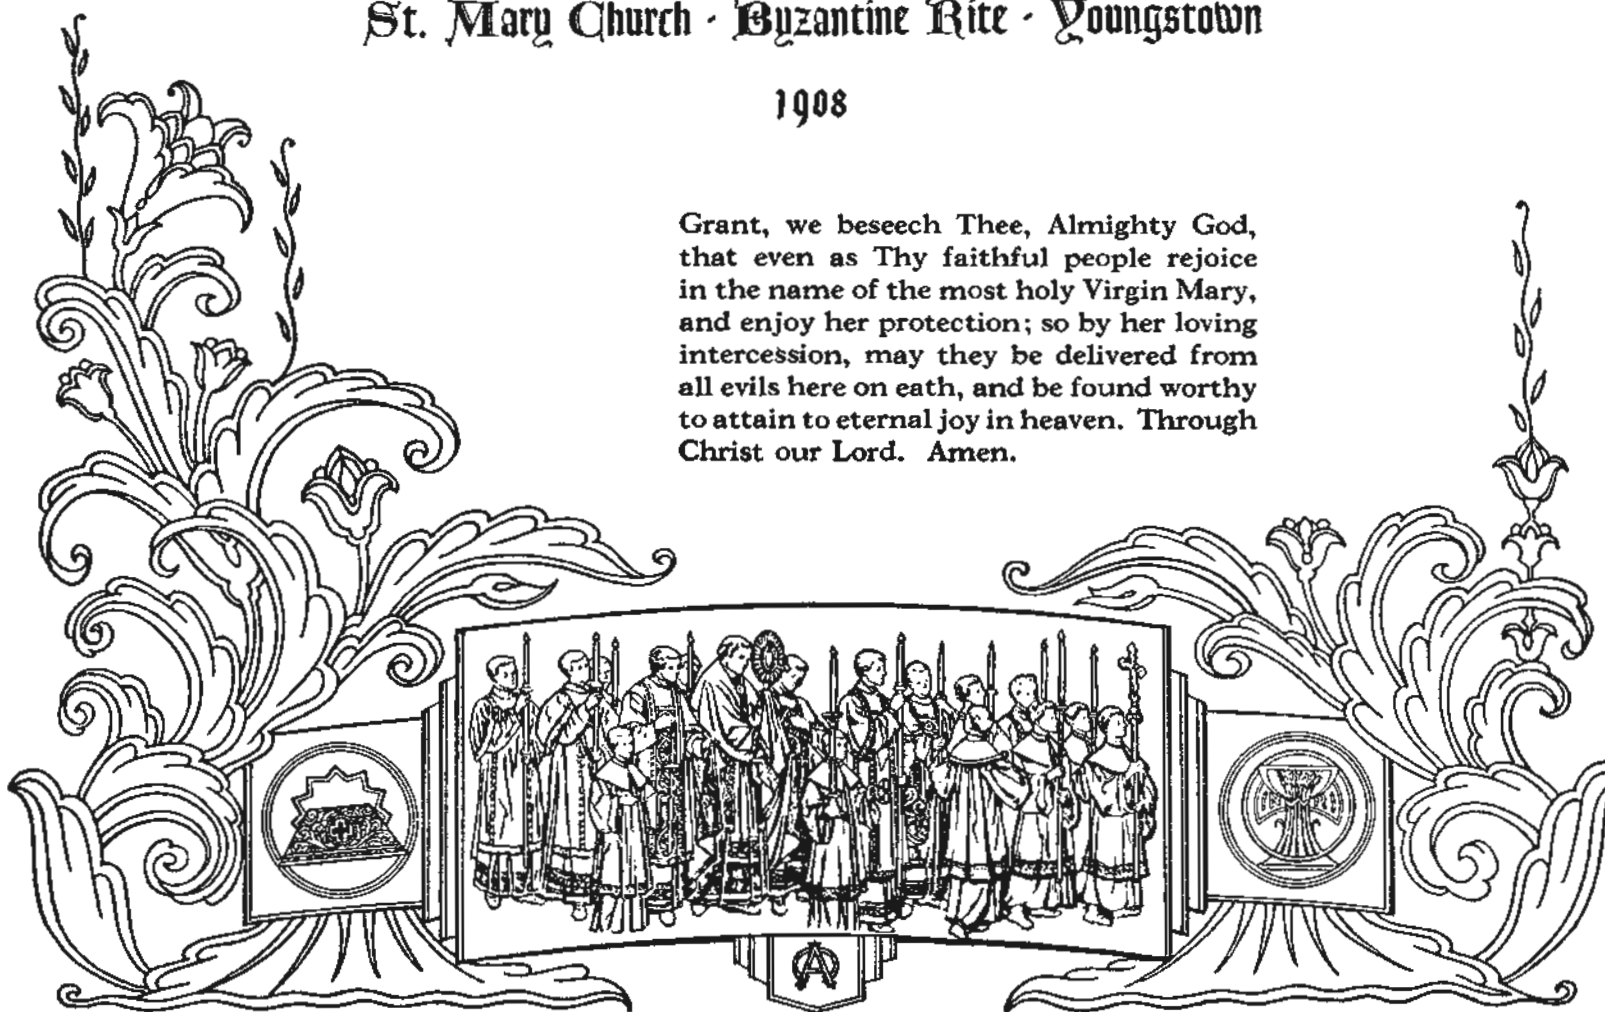 St. Mary Church · Byzantine Rite · Youngstown
1908
Grant, we beseech Thee, Almighty God,
that even as Thy faithful people rejoice
in the name of the most holy Virgin Mary,
and enjoy her protection; so by her loving
intercession, may they be delivered from
all evils here on eath, and be found worthy
to attain to eternal joy in heaven. Through
Christ our Lord. Amen.